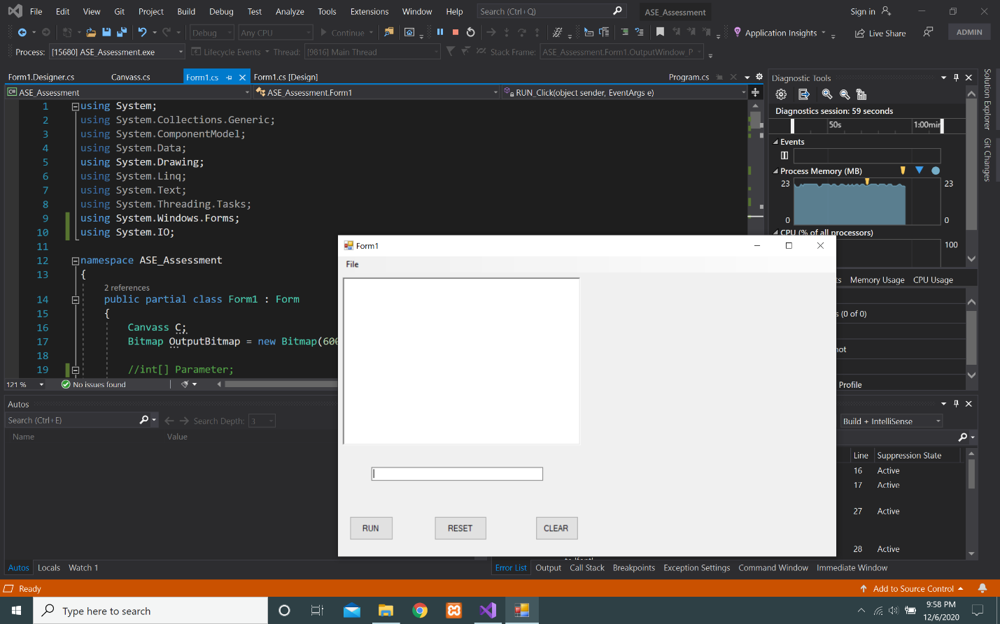 File Edit View Git Project Build Debug Test Analyze Tools Extensions Window Help Search (Ctrl+Q) ASE_Assessment Sign in
Debug Any CPU Continue Application Insights Live Share ADMIN
Process: [15680] ASE_Assessment.exe Lifecycle Events Thread: [9816] Main Thread Stack Frame: ASE_Assessment.Form1.OutputWindow_P
Form1.Designer.cs Canvass.cs Form1.cs Form1.cs [Design] Program.cs
ASE_Assessment ASE_Assessment.Form1 RUN_Click(object sender, EventArgs e)
1 using System;
2 using System.Collections.Generic;
3 using System.ComponentModel;
4 using System.Data;
5 using System.Drawing;
6 using System.Linq;
7 using System.Text;
8 using System.Threading.Tasks;
9 using System.Windows.Forms;
10 using System.IO;
11
12 namespace ASE_Assessment
13 {
2 references
14 public partial class Form1 : Form
15 {
16 Canvass C;
17 Bitmap OutputBitmap = new Bitmap(600
18
19 //int[] Parameter;
121 % No issues found
Diagnostic Tools
Diagnostics session: 59 seconds
50s 1:00min
Events
Process Memory (MB)
23 23
0 0
CPU (% of all processors)
100
Memory Usage CPU Usage
(0 of 0)
Profile
Solution Explorer
Git Changes
Form1
File
RUN RESET CLEAR
Autos
Search (Ctrl+E) Search Depth: 3
Name Value
Autos Locals Watch 1
Build + IntelliSense
Line Suppression State
16 Active
17 Active
27 Active
28 Active
Error List Output Call Stack Breakpoints Exception Settings Command Window Immediate Window
Ready Add to Source Control
Type here to search
9:58 PM
12/6/2020